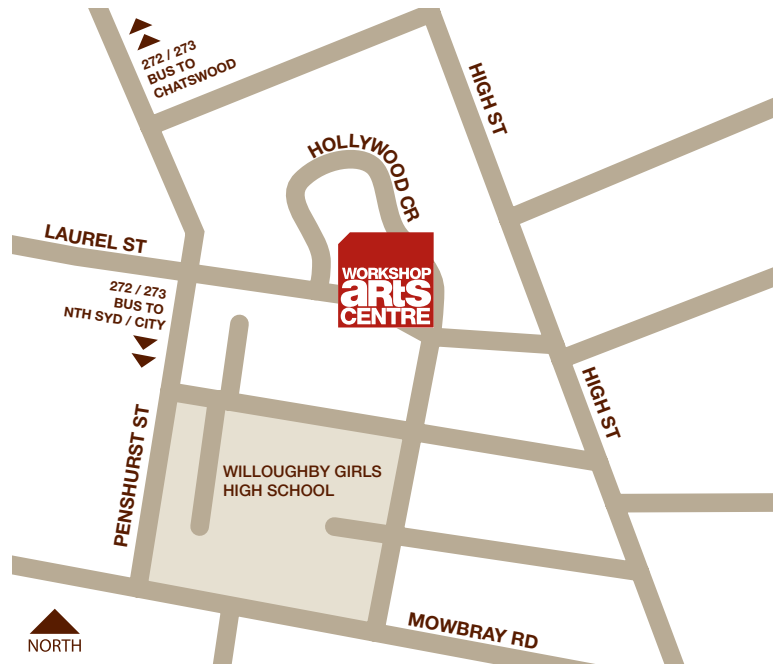 272 / 273
BUS TO
CHATSWOOD
HIGH ST
HOLLYWOOD CR
LAUREL ST
WORKSHOP
arts
CENTRE
272 / 273
BUS TO
NTH SYD / CITY
HIGH ST
PENSHURST ST
WILLOUGHBY GIRLS
HIGH SCHOOL
MOWBRAY RD
NORTH